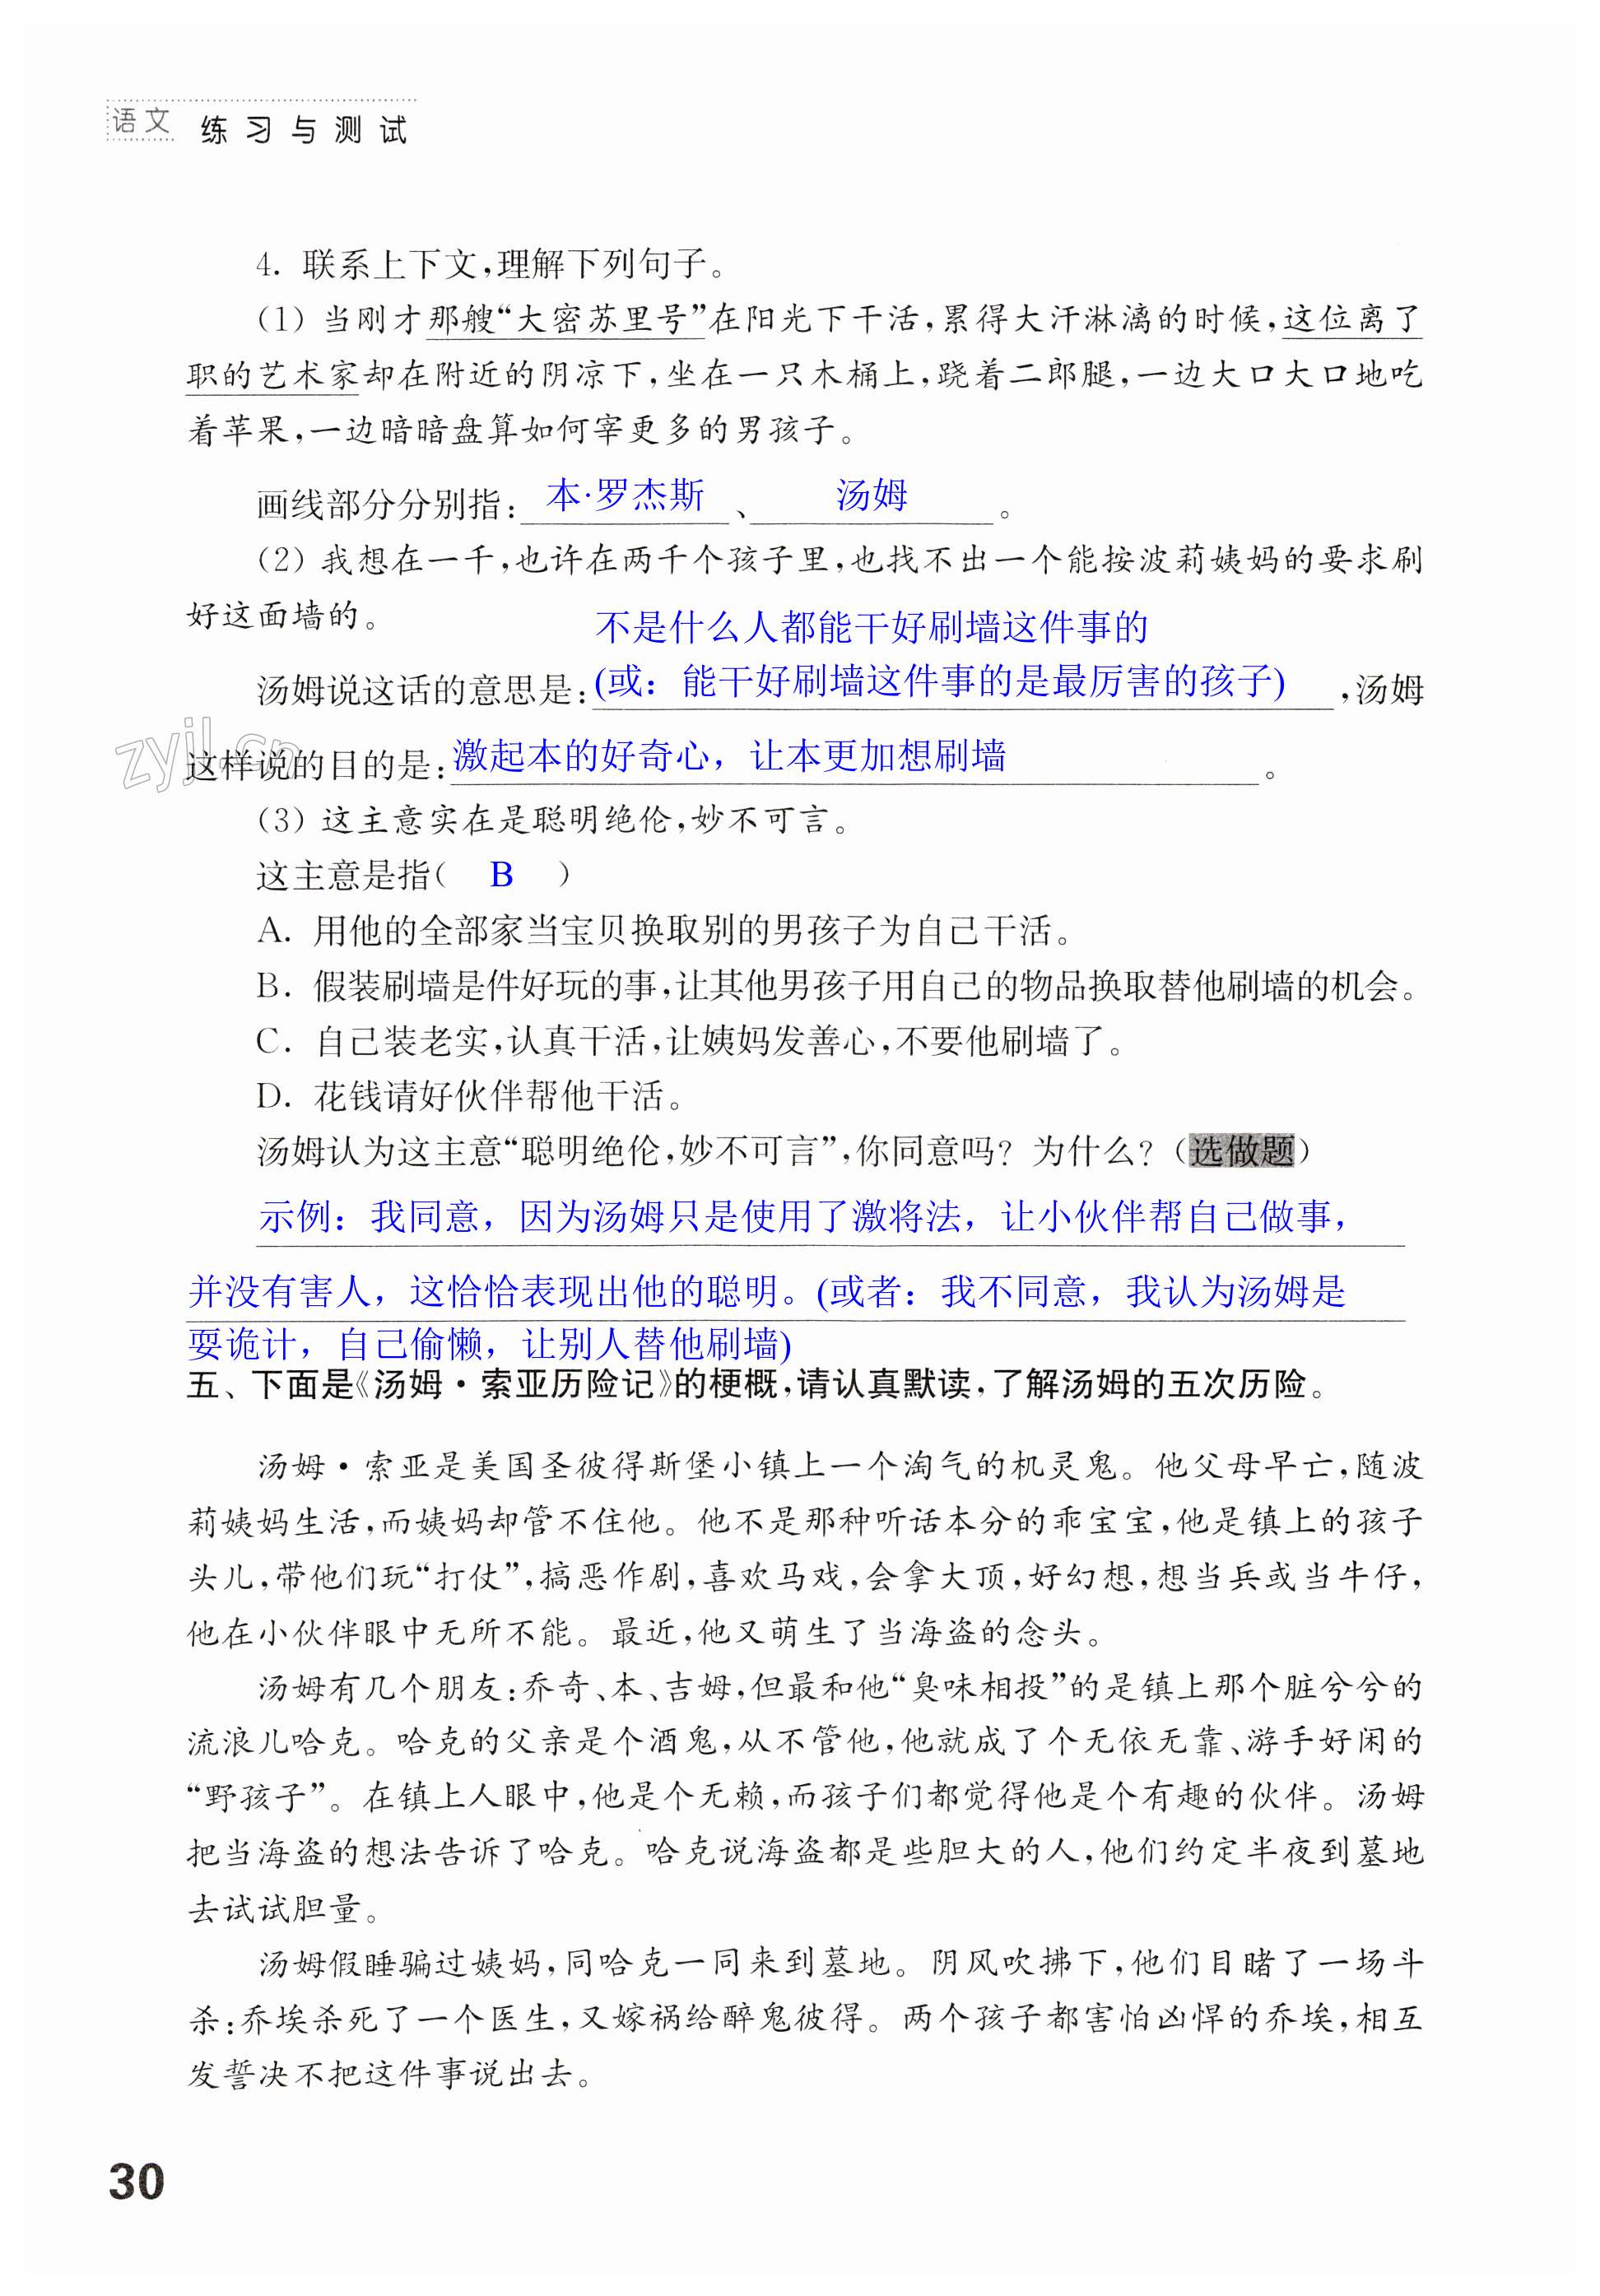 语文 练习与测试
4. 联系上下文,理解下列句子。
(1) 当刚才那艘“大密苏里号”在阳光下干活,累得大汗淋漓的时候,这位离了
职的艺术家却在附近的阴凉下,坐在一只木桶上,跷着二郎腿,一边大口大口地吃
着苹果,一边暗暗盘算如何宰更多的男孩子。
画线部分分别指: 本·罗杰斯 、 汤姆 。
(2) 我想在一千,也许在两千个孩子里,也找不出一个能按波莉姨妈的要求刷
好这面墙的。
不是什么人都能干好刷墙这件事的
汤姆说这话的意思是:(或：能干好刷墙这件事的是最厉害的孩子) ,汤姆
这样说的目的是:激起本的好奇心，让本更加想刷墙 。
zyjl.cn
(3) 这主意实在是聪明绝伦,妙不可言。
这主意是指( B )
A. 用他的全部家当宝贝换取别的男孩子为自己干活。
B. 假装刷墙是件好玩的事,让其他男孩子用自己的物品换取替他刷墙的机会。
C. 自己装老实,认真干活,让姨妈发善心,不要他刷墙了。
D. 花钱请好伙伴帮他干活。
汤姆认为这主意“聪明绝伦,妙不可言”,你同意吗? 为什么? (选做题)
示例：我同意，因为汤姆只是使用了激将法，让小伙伴帮自己做事，
并没有害人，这恰恰表现出他的聪明。(或者：我不同意，我认为汤姆是
耍诡计，自己偷懒，让别人替他刷墙)
五、下面是《汤姆·索亚历险记》的梗概,请认真默读,了解汤姆的五次历险。
汤姆·索亚是美国圣彼得斯堡小镇上一个淘气的机灵鬼。他父母早亡,随波
莉姨妈生活,而姨妈却管不住他。他不是那种听话本分的乖宝宝,他是镇上的孩子
头儿,带他们玩“打仗”,搞恶作剧,喜欢马戏,会拿大顶,好幻想,想当兵或当牛仔,
他在小伙伴眼中无所不能。最近,他又萌生了当海盗的念头。
汤姆有几个朋友:乔奇、本、吉姆,但最和他“臭味相投”的是镇上那个脏兮兮的
流浪儿哈克。哈克的父亲是个酒鬼,从不管他,他就成了个无依无靠、游手好闲的
“野孩子”。在镇上人眼中,他是个无赖,而孩子们都觉得他是个有趣的伙伴。汤姆
把当海盗的想法告诉了哈克。哈克说海盗都是些胆大的人,他们约定半夜到墓地
去试试胆量。
汤姆假睡骗过姨妈,同哈克一同来到墓地。阴风吹拂下,他们目睹了一场斗
杀:乔埃杀死了一个医生,又嫁祸给醉鬼彼得。两个孩子都害怕凶悍的乔埃,相互
发誓决不把这件事说出去。
30